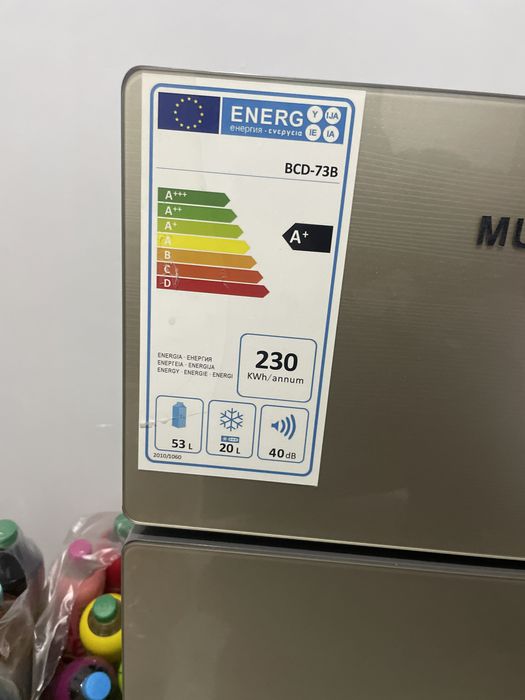 ENERG Y IJA
енергия · ενεργεια IE IA
BCD-73B
A+++
A++
A+
A
B
C
D
A+
ENERGIA · ЕНЕРГИЯ
ΕΝΕΡΓΕΙΑ · ENERGIJA
ENERGY · ENERGIE · ENERGI
230
KWh/annum
53 L
20 L
40 dB
2010/1060
MU